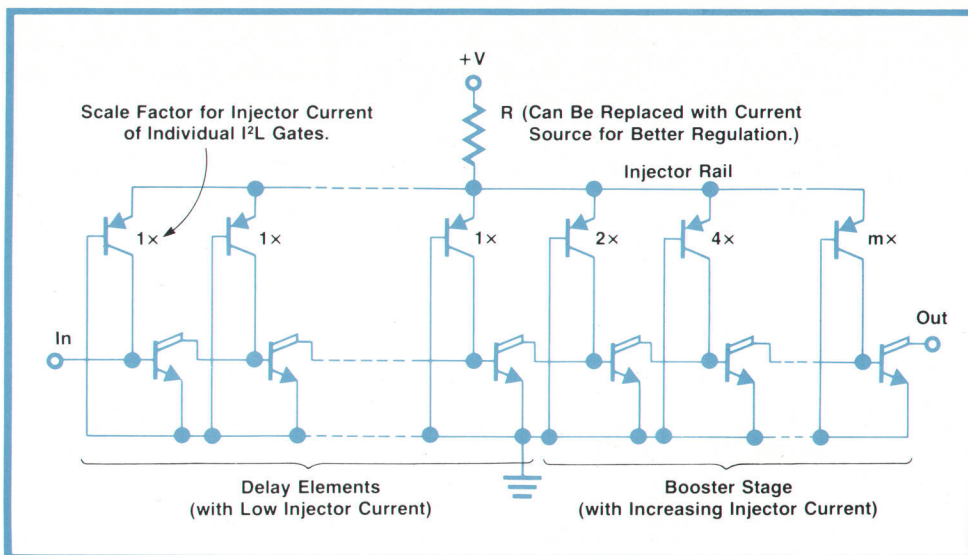 +V
Scale Factor for Injector Current
of Individual I²L Gates.
R (Can Be Replaced with Current
Source for Better Regulation.)
Injector Rail
1×
1×
1×
2×
4×
m×
In
Out
Delay Elements
(with Low Injector Current)
Booster Stage
(with Increasing Injector Current)